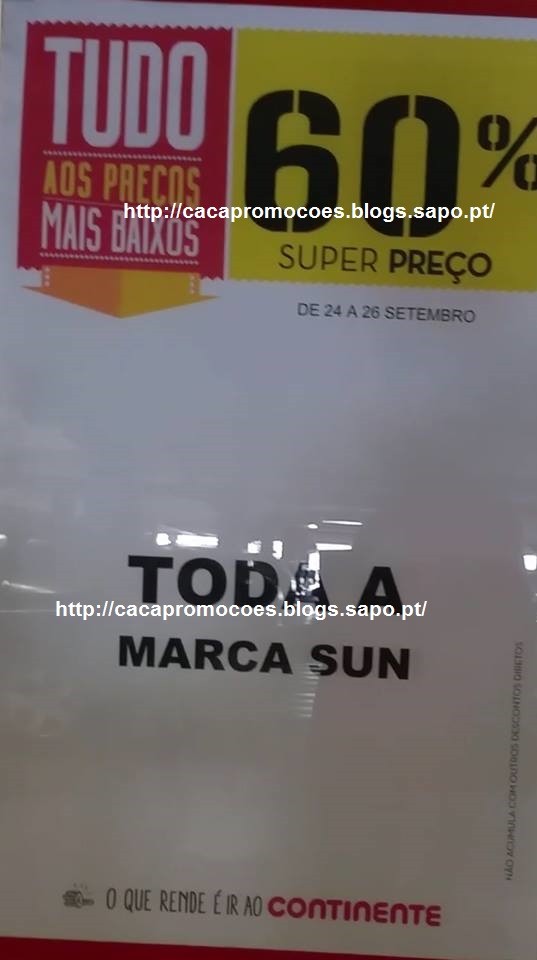 TUDO
AOS PREÇOS
MAIS BAIXOS
60%
http://cacapromocoes.blogs.sapo.pt/
SUPER PREÇO
DE 24 A 26 SETEMBRO
TODA A
http://cacapromocoes.blogs.sapo.pt/
MARCA SUN
NÃO ACUMULA COM OUTROS DESCONTOS DIRETOS
O QUE RENDE É IR AO CONTINENTE